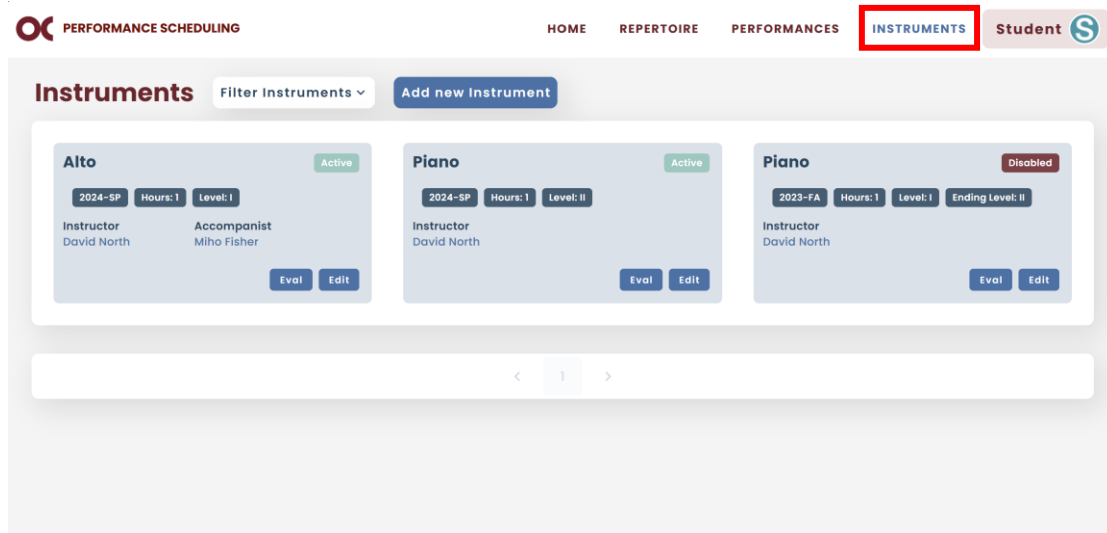 OC PERFORMANCE SCHEDULING HOME REPERTOIRE PERFORMANCES INSTRUMENTS Student S
Instruments Filter Instruments Add new Instrument
Alto Active
2024-SP Hours: 1 Level: I
Instructor Accompanist
David North Miho Fisher
Eval Edit
Piano Active
2024-SP Hours: 1 Level: II
Instructor
David North
Eval Edit
Piano Disabled
2023-FA Hours: 1 Level: I Ending Level: II
Instructor
David North
Eval Edit
< 1 >